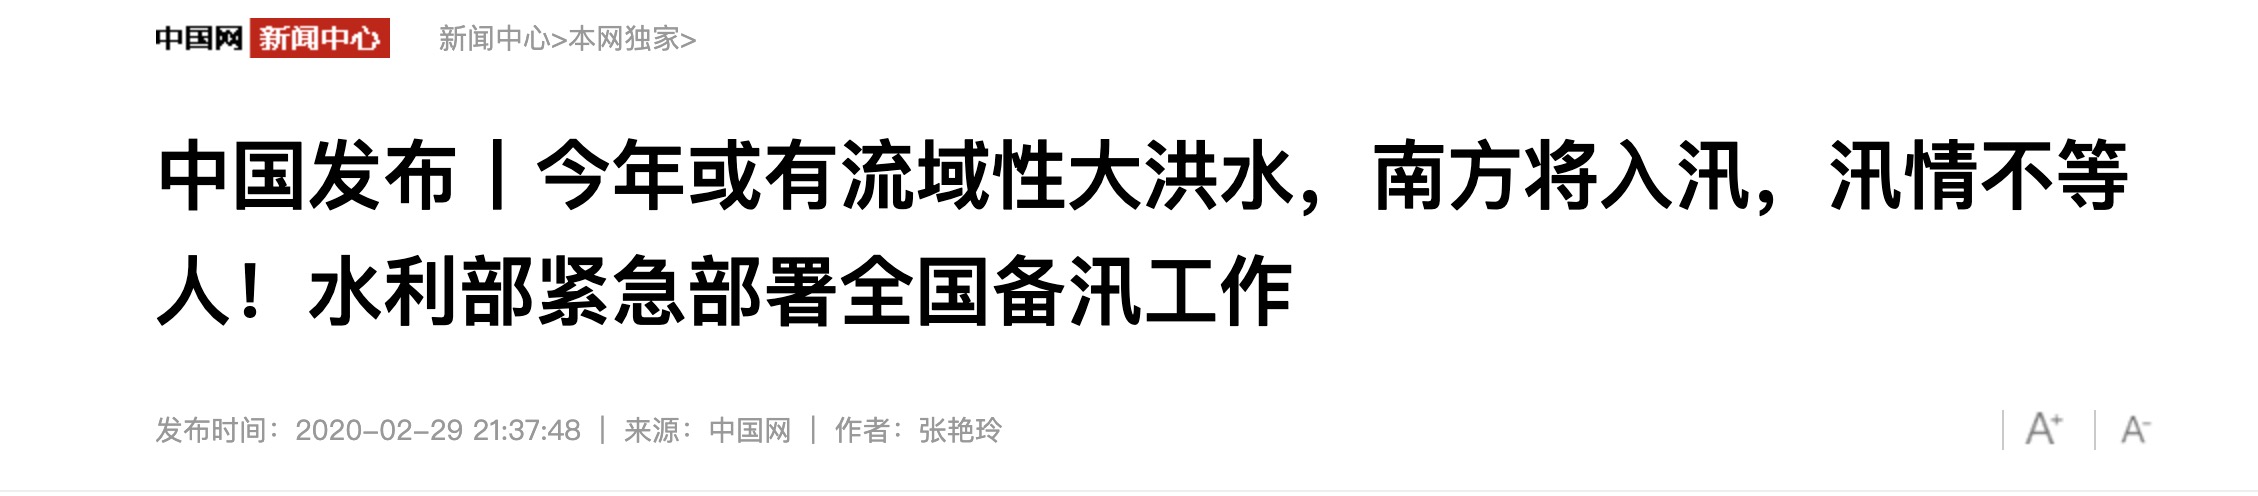 中国网 新闻中心 新闻中心>本网独家>
中国发布丨今年或有流域性大洪水，南方将入汛，汛情不等
人！水利部紧急部署全国备汛工作
发布时间：2020-02-29 21:37:48 | 来源：中国网 | 作者：张艳玲 | A+ | A-